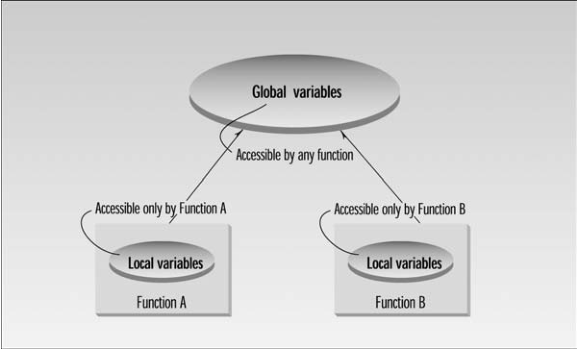 Global variables
Accessible by any function
Accessible only by Function A
Accessible only by Function B
Local variables
Local variables
Function A
Function B